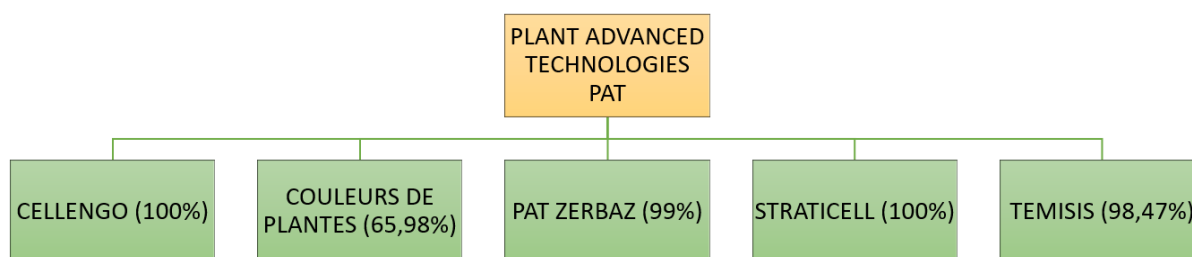 PLANT ADVANCED
TECHNOLOGIES
PAT
CELLENGO (100%)
COULEURS DE
PLANTES (65,98%)
PAT ZERBAZ (99%)
STRATICELL (100%)
TEMISIS (98,47%)